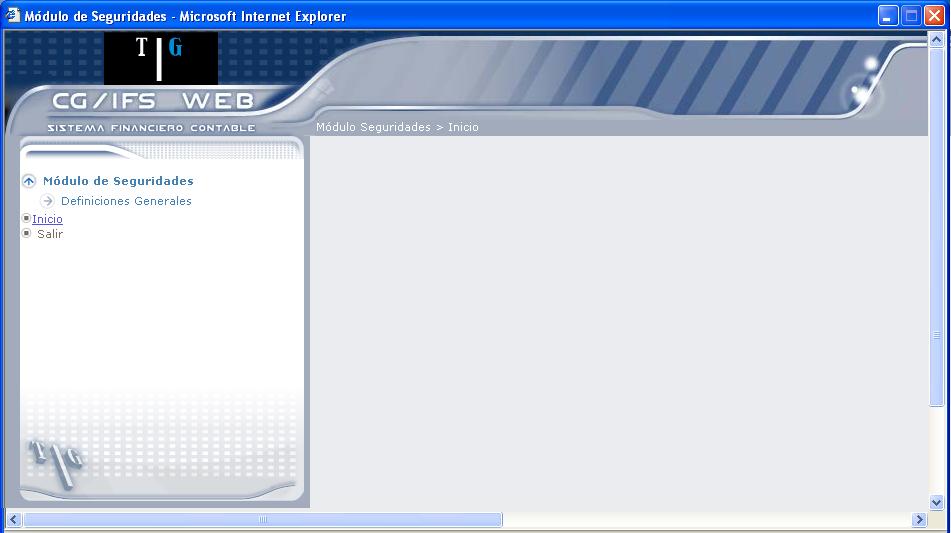 Módulo de Seguridades - Microsoft Internet Explorer
T G
CG/IFS WEB
SISTEMA FINANCIERO CONTABLE
Módulo Seguridades > Inicio
Módulo de Seguridades
Definiciones Generales
Inicio
Salir
T G